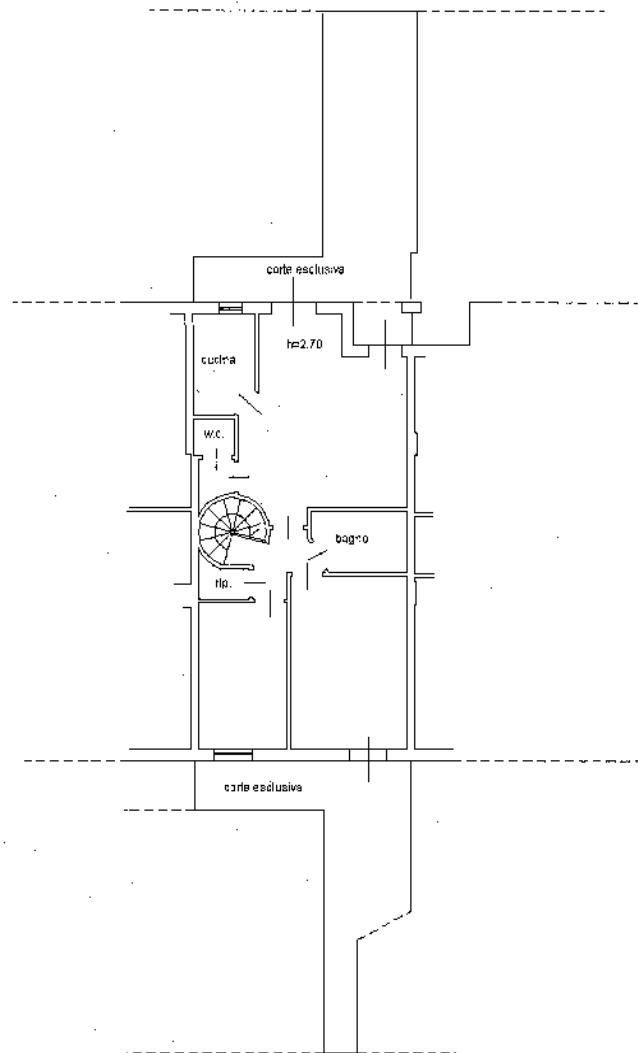 corte esclusiva
h=2.70
cucina
w.c.
bagno
rip.
corte esclusiva